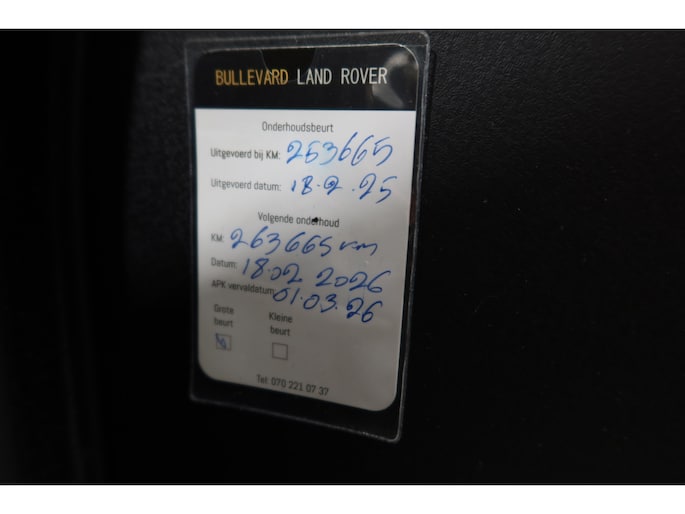 BULLEVARD LAND ROVER
Onderhoudsbeurt
Uitgevoerd bij KM: 253665
Uitgevoerd datum: 18.2.25
Volgende onderhoud
KM: 263665 km
Datum: 18.02 2026
APK vervaldatum: 01.03.26
Grote beurt
Kleine beurt
Tel: 070 221 07 37